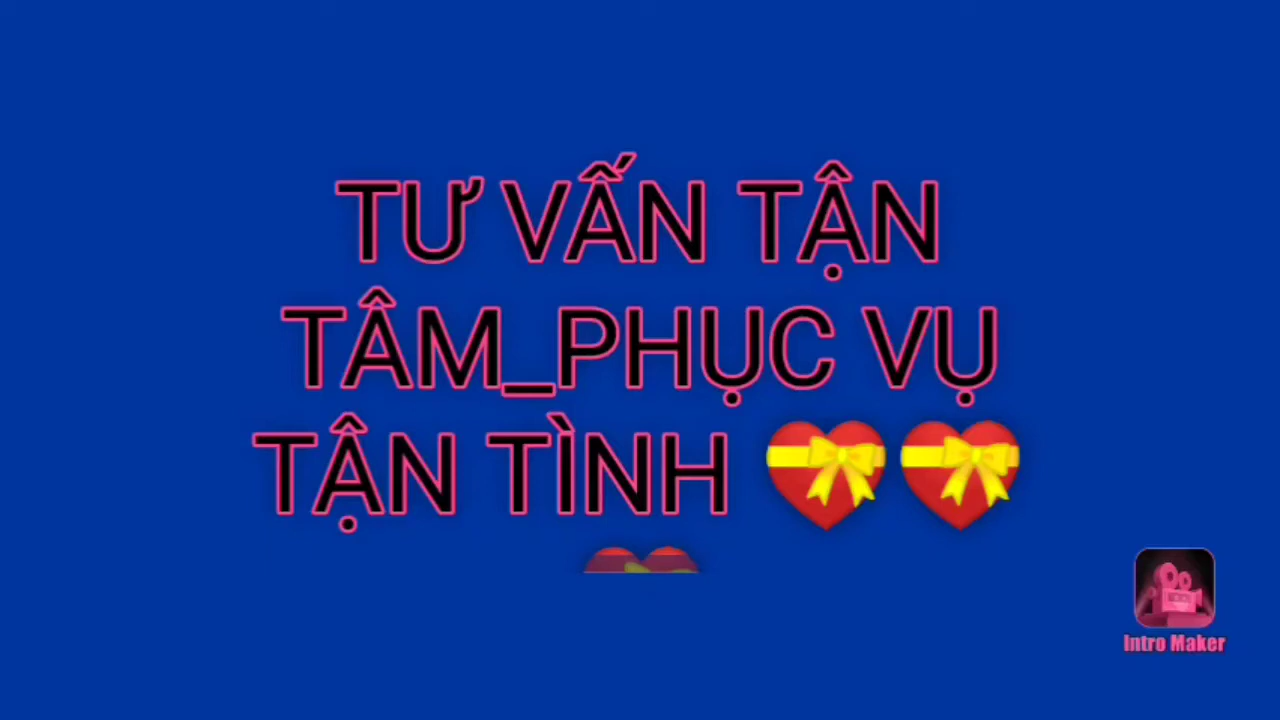 TƯ VẤN TẬN
TÂM_PHỤC VỤ
TẬN TÌNH 💝💝
💝
Intro Maker